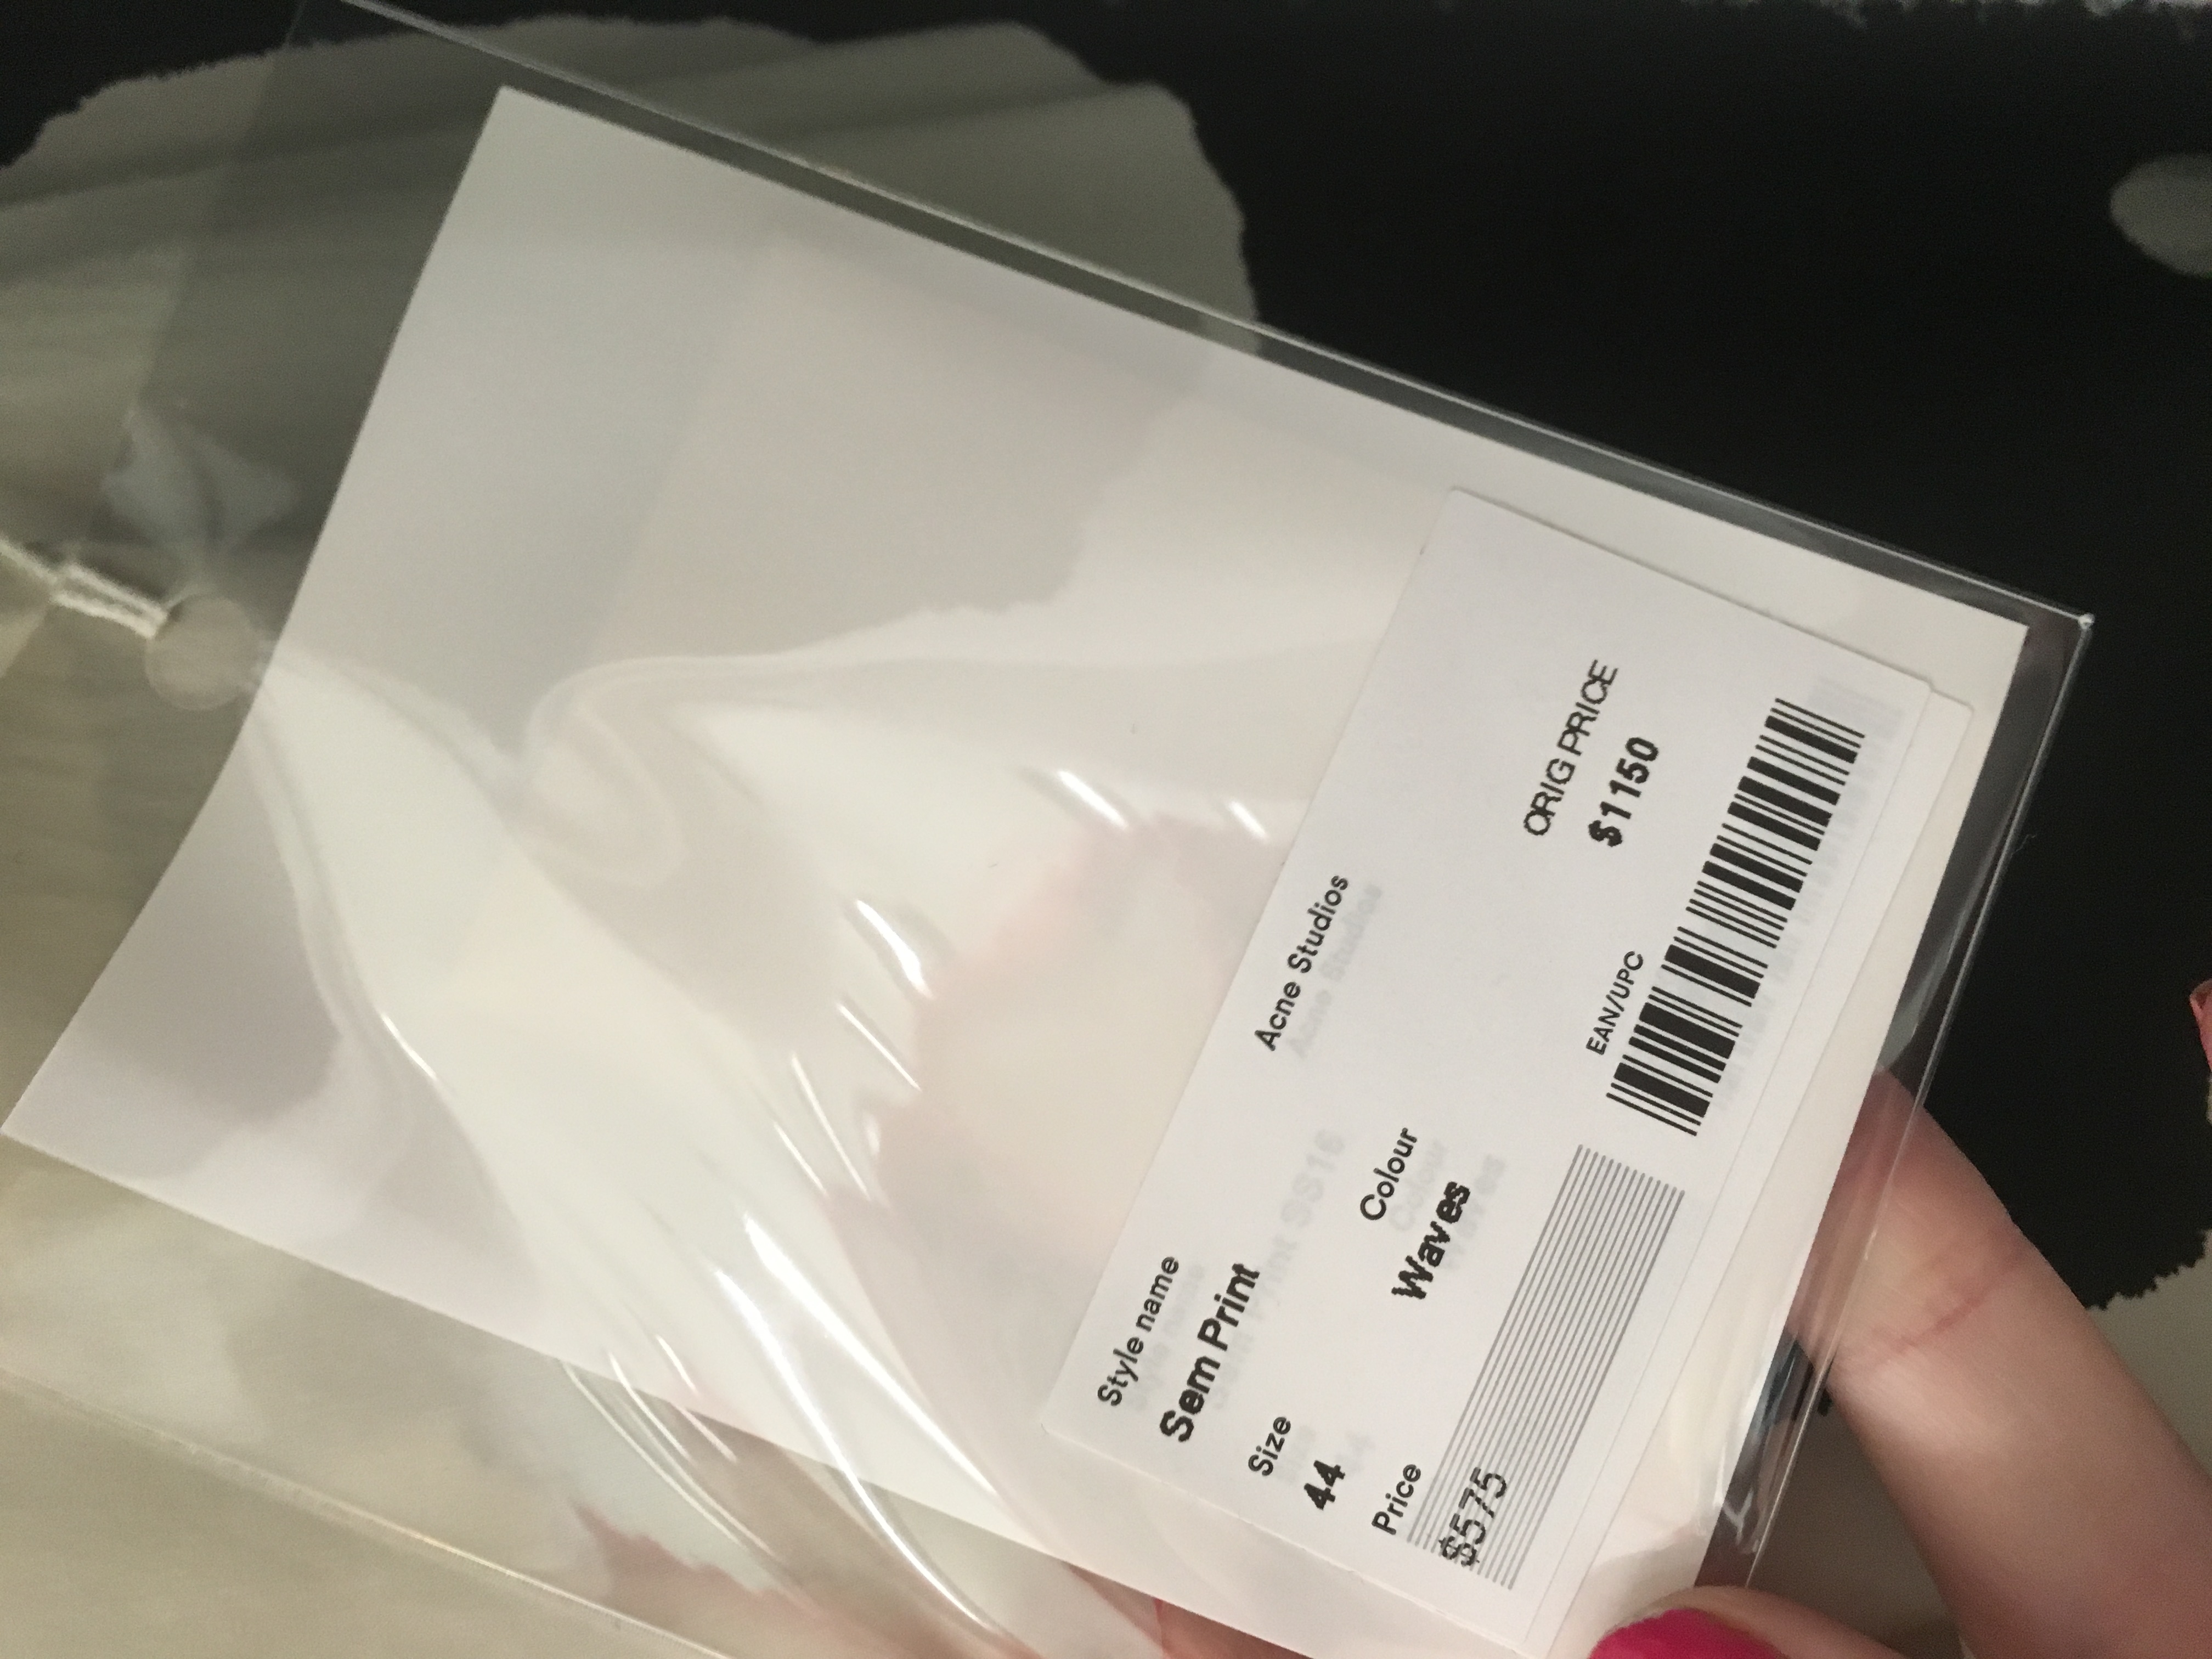 Acne Studios
Style name
Sem Print
Size
44
Colour
Waves
Price
$575
ORIG PRICE
$1150
EAN/UPC